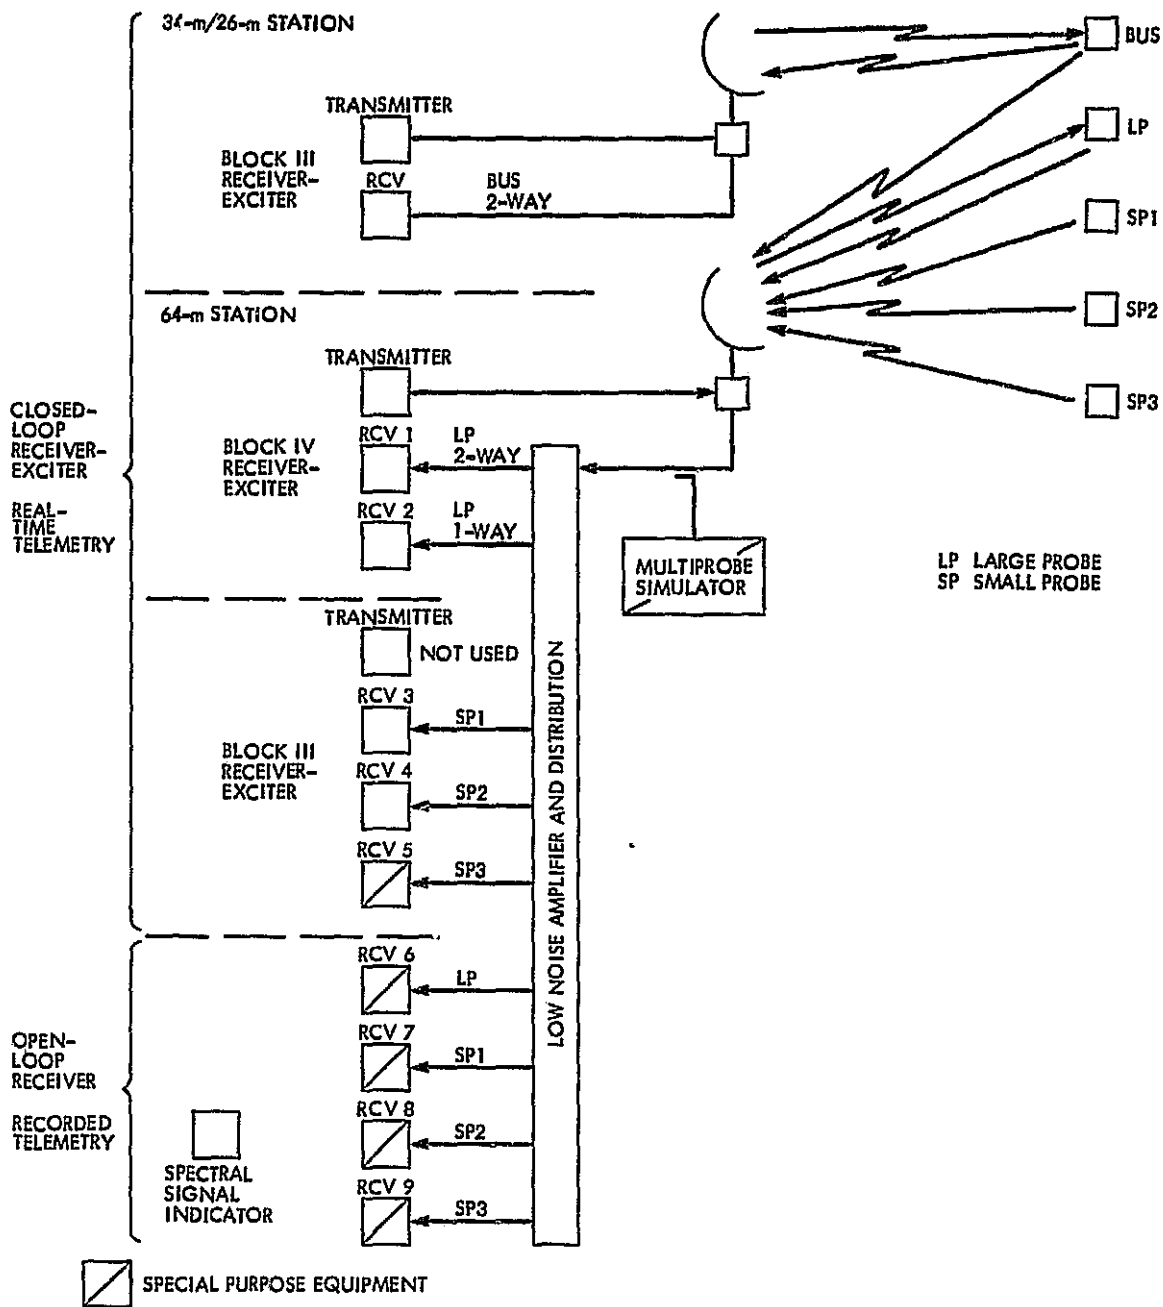 34-m/26-m STATION
BUS
TRANSMITTER
LP
BLOCK III
RECEIVER-
EXCITER
RCV
BUS
2-WAY
SP1
64-m STATION
SP2
TRANSMITTER
SP3
CLOSED-
LOOP
RECEIVER-
EXCITER
REAL-
TIME
TELEMETRY
BLOCK IV
RECEIVER-
EXCITER
RCV 1
LP
2-WAY
RCV 2
LP
1-WAY
MULTIPROBE
SIMULATOR
LP LARGE PROBE
SP SMALL PROBE
TRANSMITTER
NOT USED
LOW NOISE AMPLIFIER AND DISTRIBUTION
BLOCK III
RECEIVER-
EXCITER
RCV 3
SP1
RCV 4
SP2
RCV 5
SP3
OPEN-
LOOP
RECEIVER
RECORDED
TELEMETRY
RCV 6
LP
RCV 7
SP1
RCV 8
SP2
RCV 9
SP3
SPECTRAL
SIGNAL
INDICATOR
SPECIAL PURPOSE EQUIPMENT